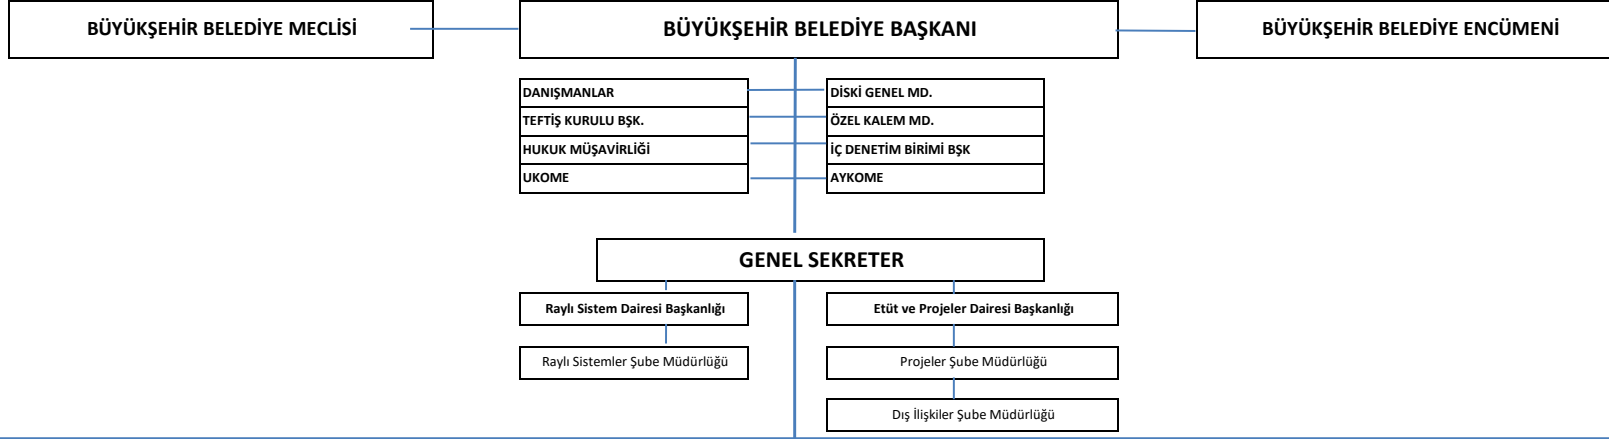 BÜYÜKŞEHİR BELEDİYE MECLİSİ
BÜYÜKŞEHİR BELEDİYE BAŞKANI
BÜYÜKŞEHİR BELEDİYE ENCÜMENİ
DANIŞMANLAR
DİSKİ GENEL MD.
TEFTİŞ KURULU BŞK.
ÖZEL KALEM MD.
HUKUK MÜŞAVİRLİĞİ
İÇ DENETİM BİRİMİ BŞK
UKOME
AYKOME
GENEL SEKRETER
Raylı Sistem Dairesi Başkanlığı
Etüt ve Projeler Dairesi Başkanlığı
Raylı Sistemler Şube Müdürlüğü
Projeler Şube Müdürlüğü
Dış İlişkiler Şube Müdürlüğü